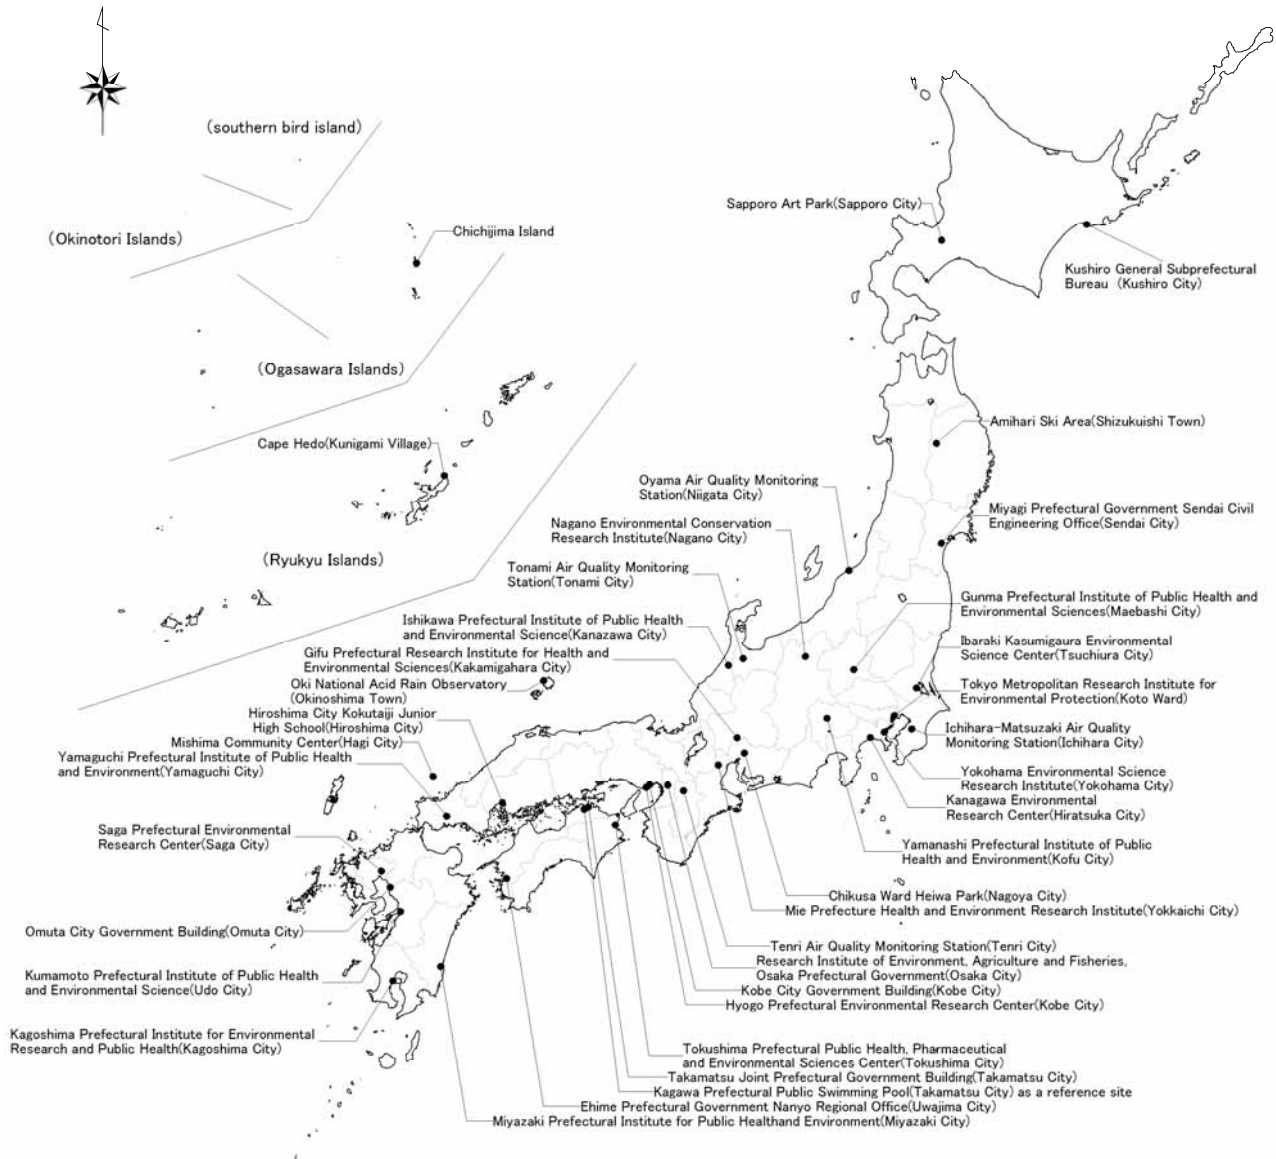 (southern bird island)
Sapporo Art Park(Sapporo City)
(Okinotori Islands)
Chichijima Island
Kushiro General Subprefectural
Bureau (Kushiro City)
(Ogasawara Islands)
Amihari Ski Area(Shizukuishi Town)
Cape Hedo(Kunigami Village)
Oyama Air Quality Monitoring
Station(Niigata City)
Miyagi Prefectural Government Sendai Civil
Engineering Office(Sendai City)
Nagano Environmental Conservation
Research Institute(Nagano City)
(Ryukyu Islands)
Tonami Air Quality Monitoring
Station(Tonami City)
Gunma Prefectural Institute of Public Health and
Environmental Sciences(Maebashi City)
Ishikawa Prefectural Institute of Public Health
and Environmental Science(Kanazawa City)
Ibaraki Kasumigaura Environmental
Science Center(Tsuchiura City)
Gifu Prefectural Research Institute for Health and
Environmental Sciences(Kakamigahara City)
Oki National Acid Rain Observatory
(Okinoshima Town)
Tokyo Metropolitan Research Institute for
Environmental Protection(Koto Ward)
Hiroshima City Kokutaiji Junior
High School(Hiroshima City)
Ichihara-Matsuzaki Air Quality
Monitoring Station(Ichihara City)
Mishima Community Center(Hagi City)
Yamaguchi Prefectural Institute of Public Health
and Environment(Yamaguchi City)
Yokohama Environmental Science
Research Institute(Yokohama City)
Kanagawa Environmental
Research Center(Hiratsuka City)
Saga Prefectural Environmental
Research Center(Saga City)
Yamanashi Prefectural Institute of Public
Health and Environment(Kofu City)
Chikusa Ward Heiwa Park(Nagoya City)
Mie Prefecture Health and Environment Research Institute(Yokkaichi City)
Omuta City Government Building(Omuta City)
Tenri Air Quality Monitoring Station(Tenri City)
Research Institute of Environment, Agriculture and Fisheries,
Osaka Prefectural Government(Osaka City)
Kumamoto Prefectural Institute of Public Health
and Environmental Science(Udo City)
Kobe City Government Building(Kobe City)
Hyogo Prefectural Environmental Research Center(Kobe City)
Kagoshima Prefectural Institute for Environmental
Research and Public Health(Kagoshima City)
Tokushima Prefectural Public Health, Pharmaceutical
and Environmental Sciences Center(Tokushima City)
Takamatsu Joint Prefectural Government Building(Takamatsu City)
Kagawa Prefectural Public Swimming Pool(Takamatsu City) as a reference site
Ehime Prefectural Government Nanyo Regional Office(Uwajima City)
Miyazaki Prefectural Institute for Public Healthand Environment(Miyazaki City)